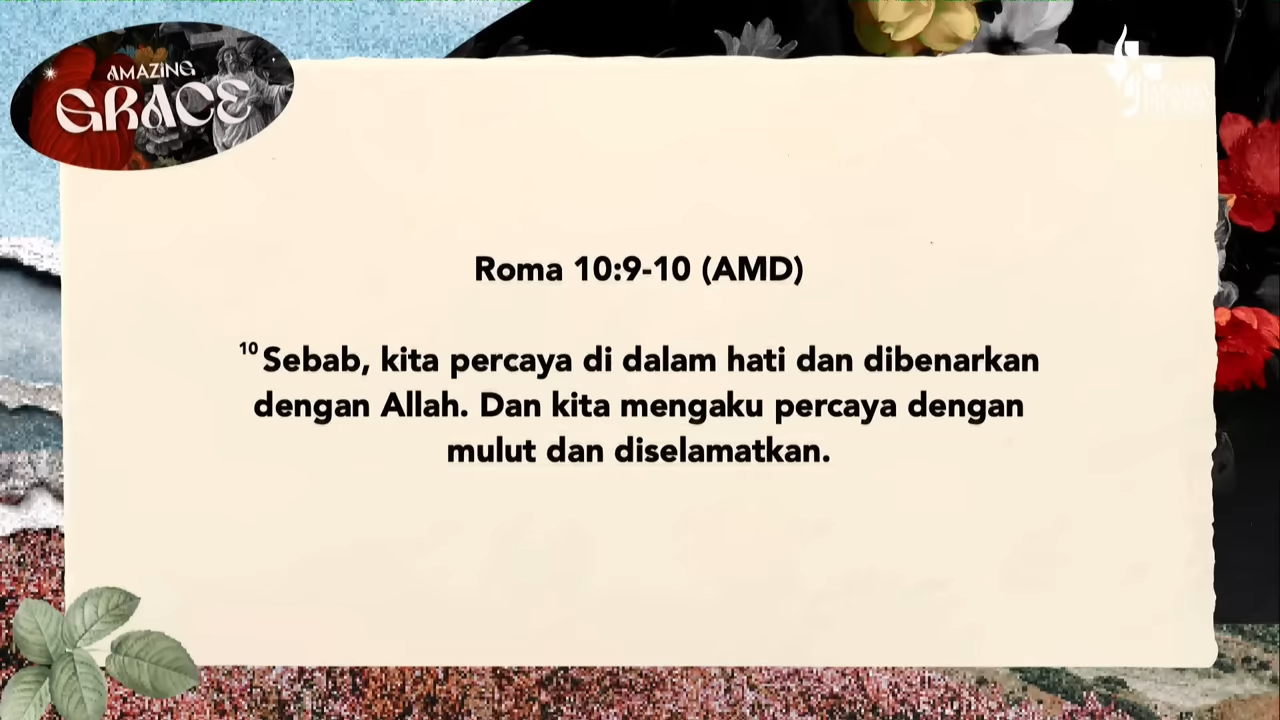 AMAZING
GRACE
Roma 10:9-10 (AMD)
10 Sebab, kita percaya di dalam hati dan dibenarkan
dengan Allah. Dan kita mengaku percaya dengan
mulut dan diselamatkan.